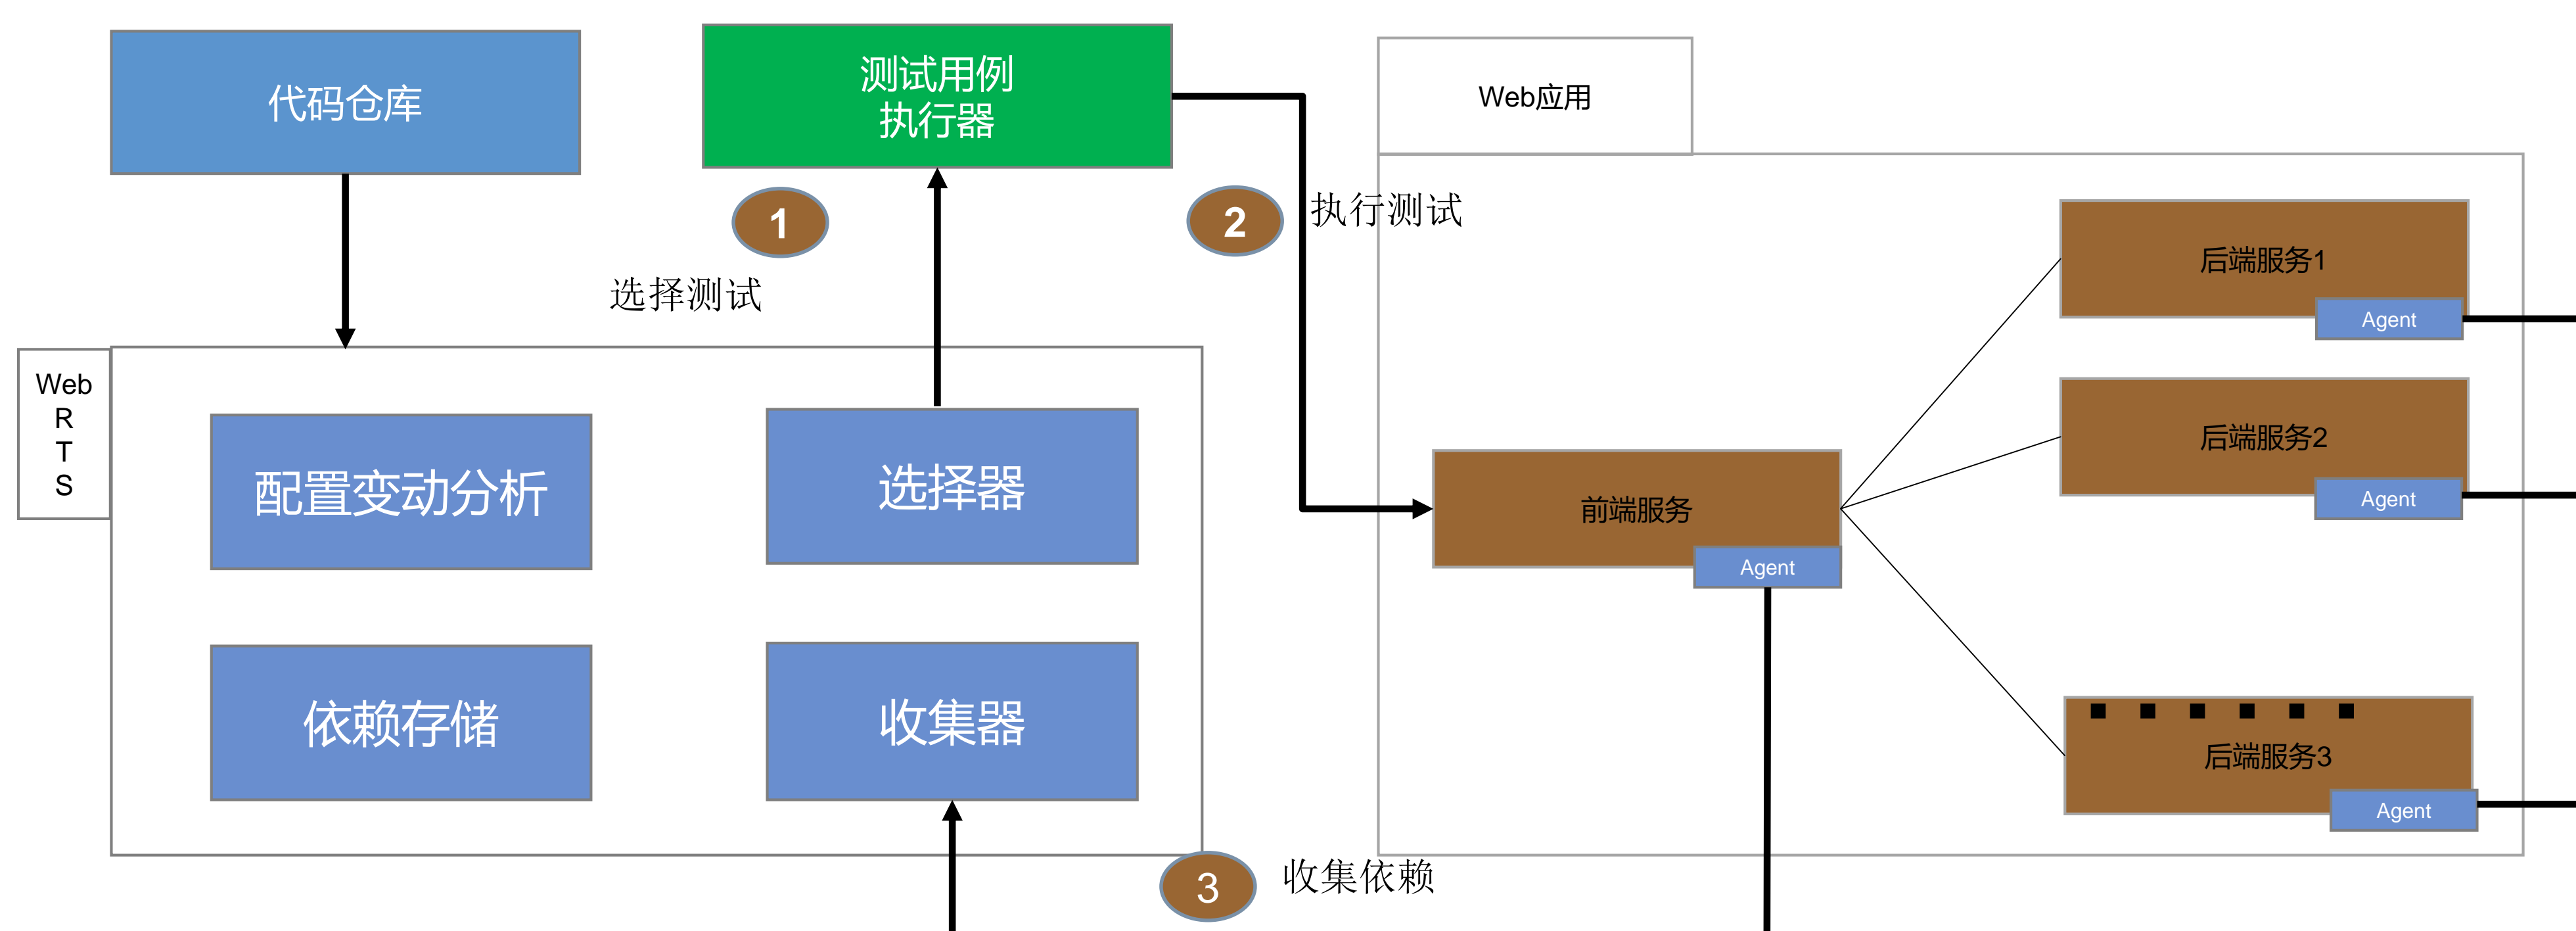 代码仓库
测试用例
执行器
Web应用
1
2
执行测试
选择测试
后端服务1
Agent
Web
R
T
S
配置变动分析
选择器
后端服务2
Agent
前端服务
Agent
依赖存储
收集器
后端服务3
Agent
3
收集依赖